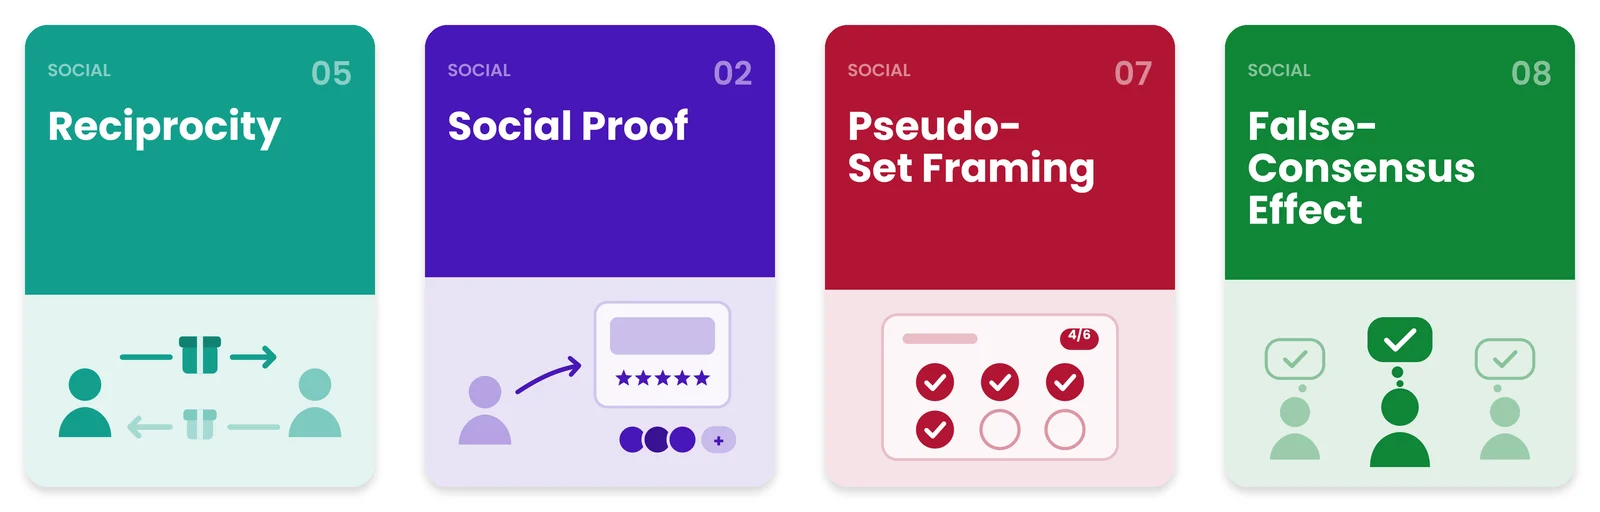 SOCIAL
05
Reciprocity
SOCIAL
02
Social Proof
+
SOCIAL
07
Pseudo-
Set Framing
4/6
SOCIAL
08
False-
Consensus
Effect